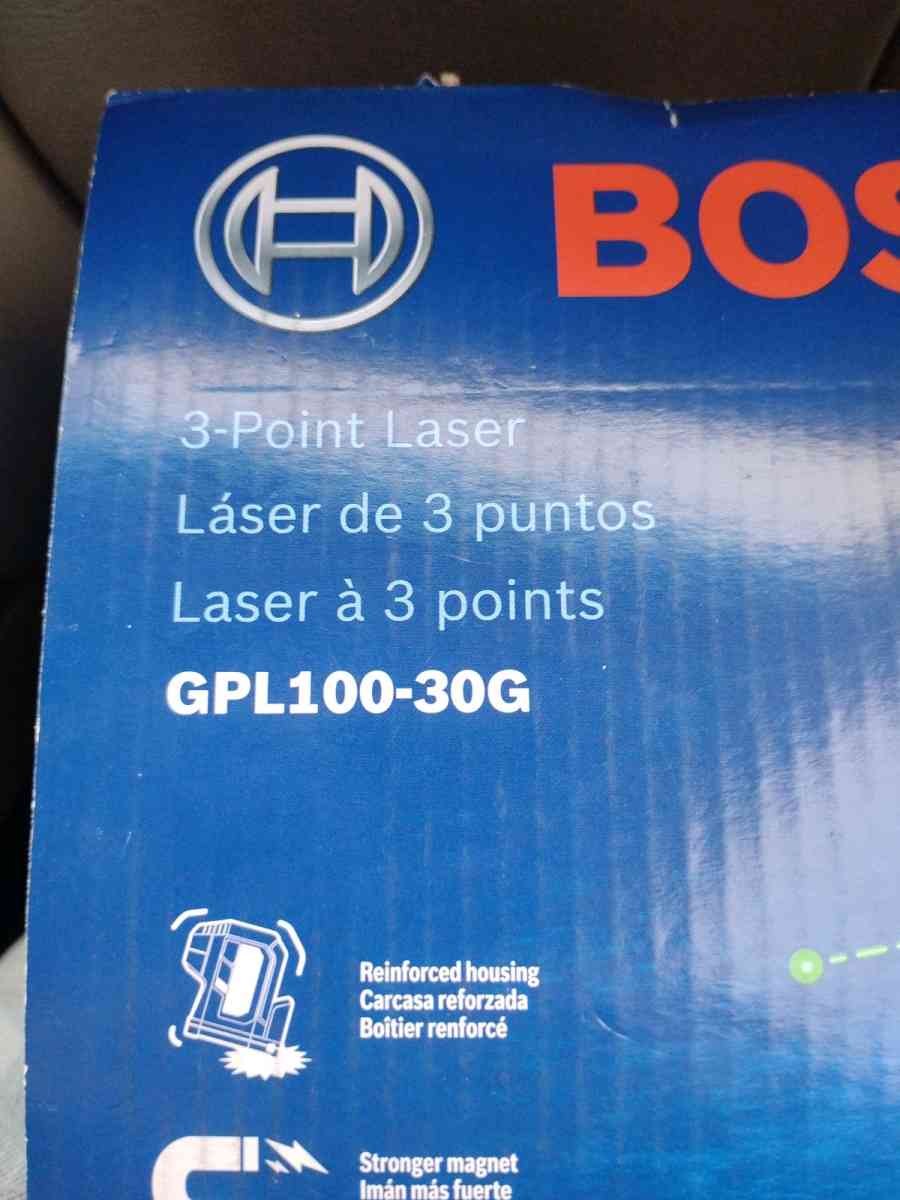 BOS
3-Point Laser
Láser de 3 puntos
Laser à 3 points
GPL100-30G
Reinforced housing
Carcasa reforzada
Boîtier renforcé
Stronger magnet
Imán más fuerte